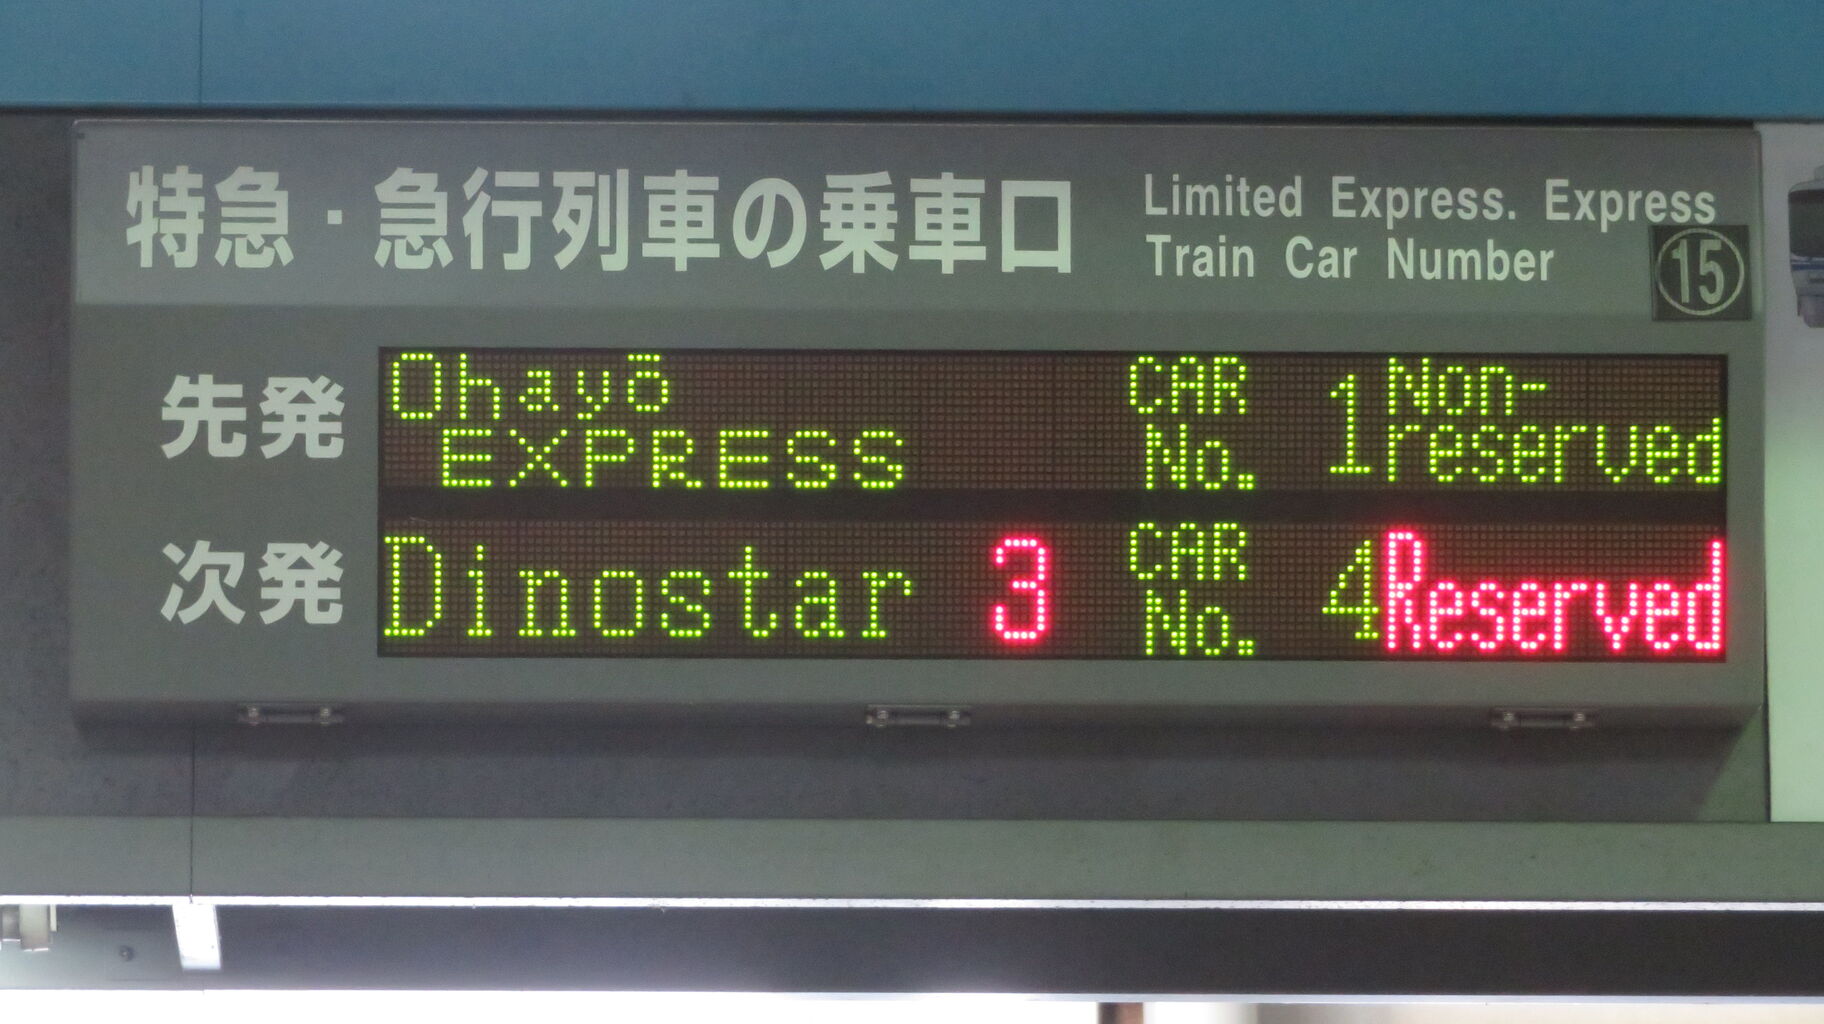 特急・急行列車の乗車口
Limited Express. Express
Train Car Number
15
先発
Ohayō
EXPRESS
CAR
No.
1
Non-
reserved
次発
Dinostar 3
CAR
No.
4
Reserved